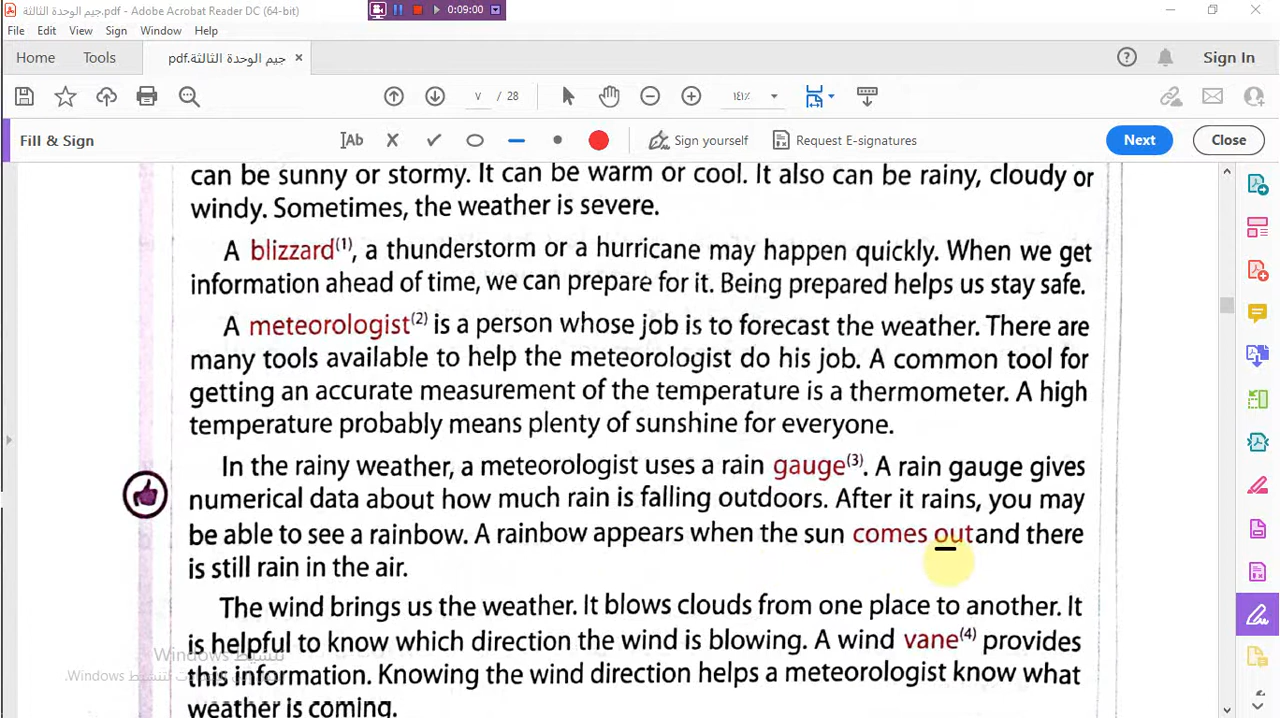 جيم الوحدة الثالثة.pdf - Adobe Acrobat Reader DC (64-bit)
0:09:00
File Edit View Sign Window Help
Home Tools جيم الوحدة الثالثة.pdf × Sign In
٧ / 28 ١٤١٪
Fill & Sign Ab Sign yourself Request E-signatures Next Close
can be sunny or stormy. It can be warm or cool. It also can be rainy, cloudy or
windy. Sometimes, the weather is severe.
A blizzard(1), a thunderstorm or a hurricane may happen quickly. When we get
information ahead of time, we can prepare for it. Being prepared helps us stay safe.
A meteorologist(2) is a person whose job is to forecast the weather. There are
many tools available to help the meteorologist do his job. A common tool for
getting an accurate measurement of the temperature is a thermometer. A high
temperature probably means plenty of sunshine for everyone.
In the rainy weather, a meteorologist uses a rain gauge(3). A rain gauge gives
numerical data about how much rain is falling outdoors. After it rains, you may
be able to see a rainbow. A rainbow appears when the sun comes out and there
is still rain in the air.
The wind brings us the weather. It blows clouds from one place to another. It
is helpful to know which direction the wind is blowing. A wind vane(4) provides
تنشيط Windows
this information. Knowing the wind direction helps a meteorologist know what
لتنشيط Windows.
weather is coming.